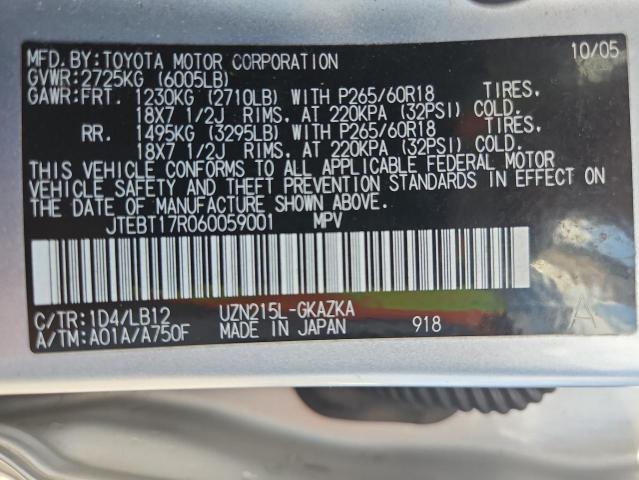 MFD.BY:TOYOTA MOTOR CORPORATION 10/05
GVWR:2725KG (6005LB)
GAWR:FRT. 1230KG (2710LB) WITH P265/60R18 TIRES,
18X7 1/2J RIMS, AT 220KPA (32PSI) COLD.
RR. 1495KG (3295LB) WITH P265/60R18 TIRES,
18X7 1/2J RIMS, AT 220KPA (32PSI) COLD.
THIS VEHICLE CONFORMS TO ALL APPLICABLE FEDERAL MOTOR
VEHICLE SAFETY AND THEFT PREVENTION STANDARDS IN EFFECT ON
THE DATE OF MANUFACTURE SHOWN ABOVE.
JTEBT17R060059001 MPV
C/TR:1D4/LB12 UZN215L-GKAZKA
A/TM:A01A/A750F MADE IN JAPAN 918 A